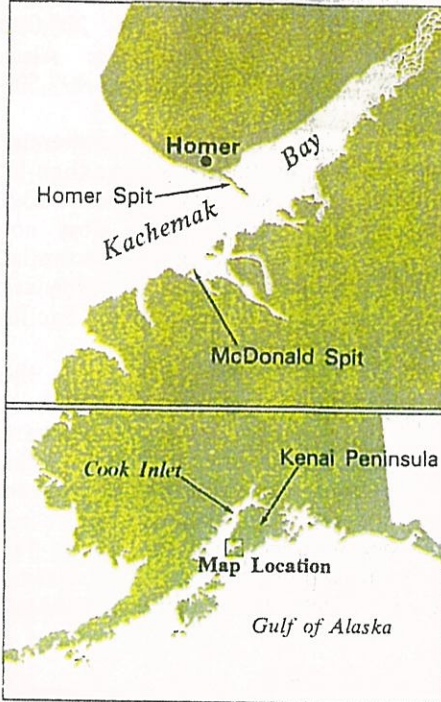 Homer
Bay
Homer Spit
Kachemak
McDonald Spit
Cook Inlet
Kenai Peninsula
Map Location
Gulf of Alaska